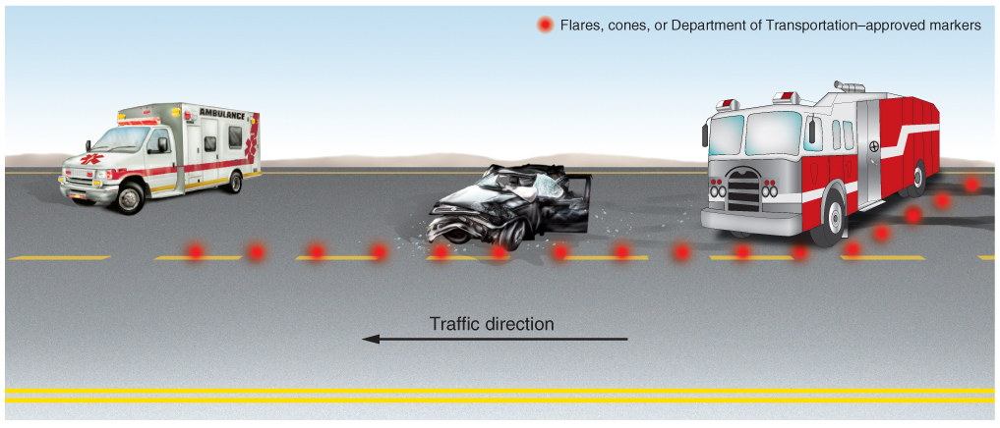 Flares, cones, or Department of Transportation–approved markers
AMBULANCE
Traffic direction